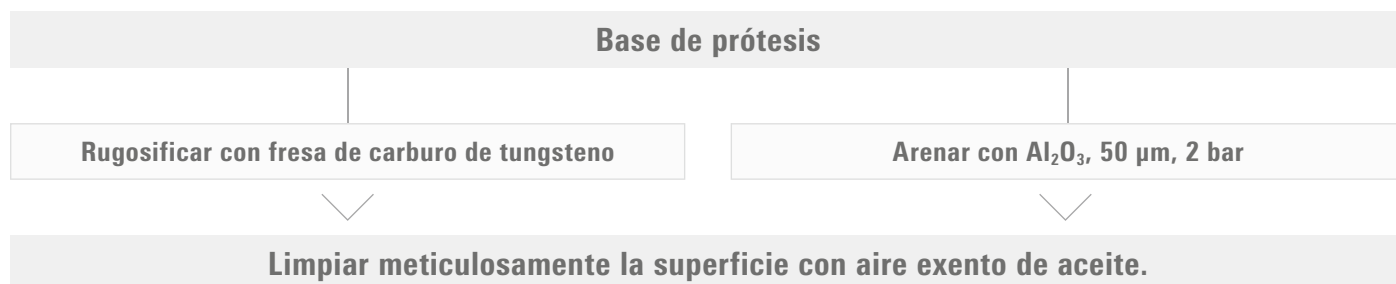 Base de prótesis
Rugosificar con fresa de carburo de tungsteno
Arenar con Al₂O₃, 50 µm, 2 bar
Limpiar meticulosamente la superficie con aire exento de aceite.